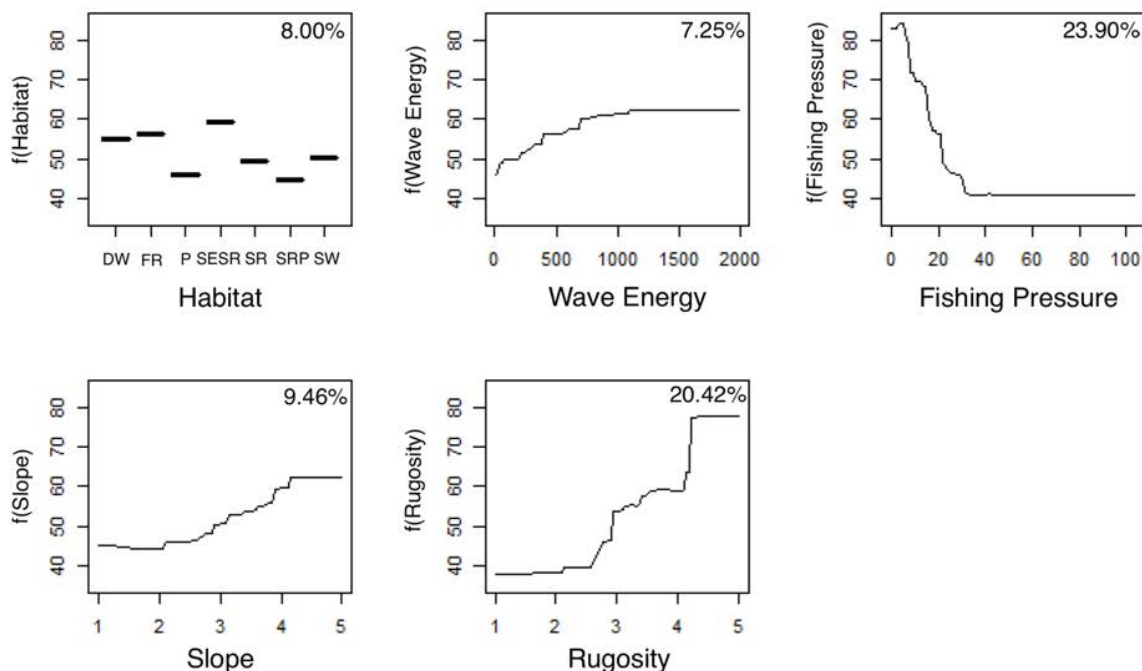 8.00%
f(Habitat)
80
70
60
50
40
DW FR P SESR SR SRP SW
Habitat
7.25%
f(Wave Energy)
80
70
60
50
40
0 500 1000 1500 2000
Wave Energy
23.90%
f(Fishing Pressure)
80
70
60
50
40
0 20 40 60 80 100
Fishing Pressure
9.46%
f(Slope)
80
70
60
50
40
1 2 3 4 5
Slope
20.42%
f(Rugosity)
80
70
60
50
40
1 2 3 4 5
Rugosity